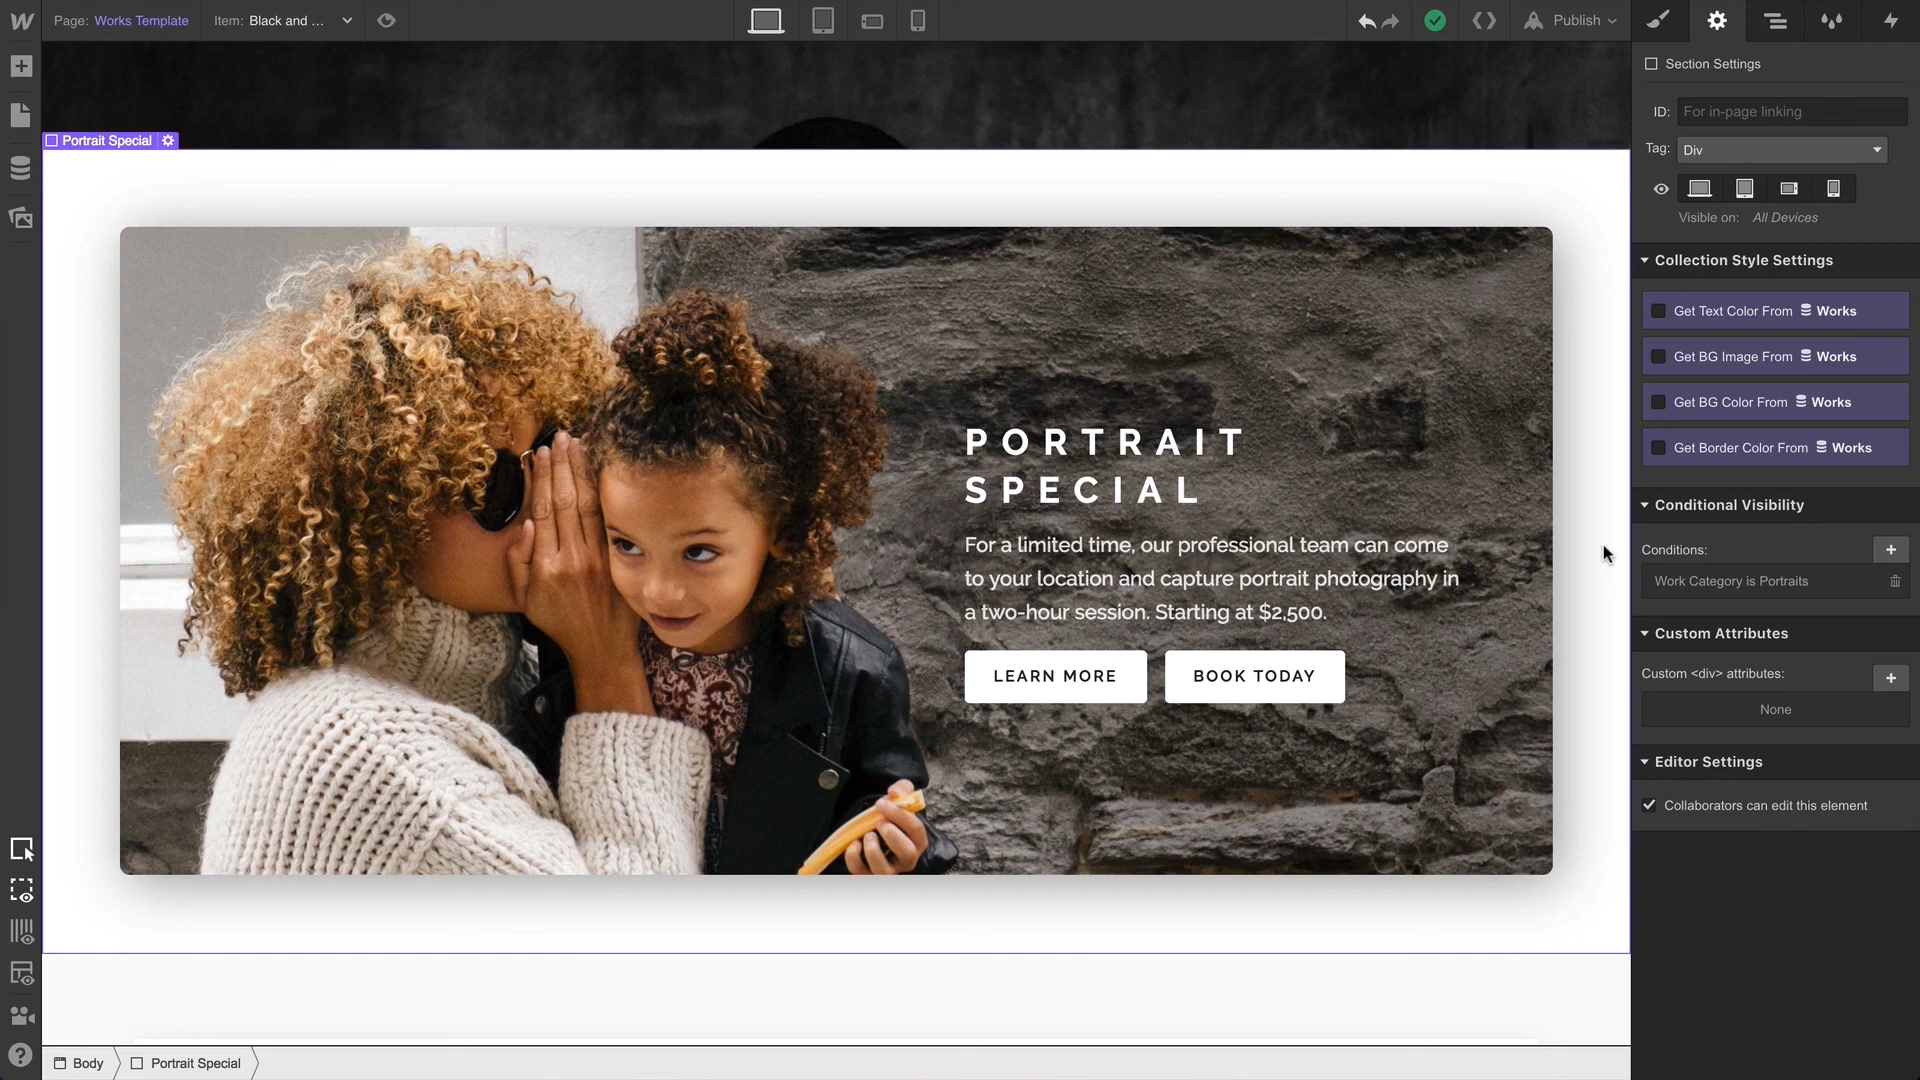 Page: Works Template Item: Black and ... Publish
Section Settings
ID: For in-page linking
Portrait Special
Tag: Div
Visible on: All Devices
Collection Style Settings
Get Text Color From Works
Get BG Image From Works
Get BG Color From Works
Get Border Color From Works
PORTRAIT
SPECIAL
For a limited time, our professional team can come
to your location and capture portrait photography in
a two-hour session. Starting at $2,500.
LEARN MORE BOOK TODAY
Conditional Visibility
Conditions:
Work Category is Portraits
Custom Attributes
Custom <div> attributes:
None
Editor Settings
Collaborators can edit this element
Body Portrait Special